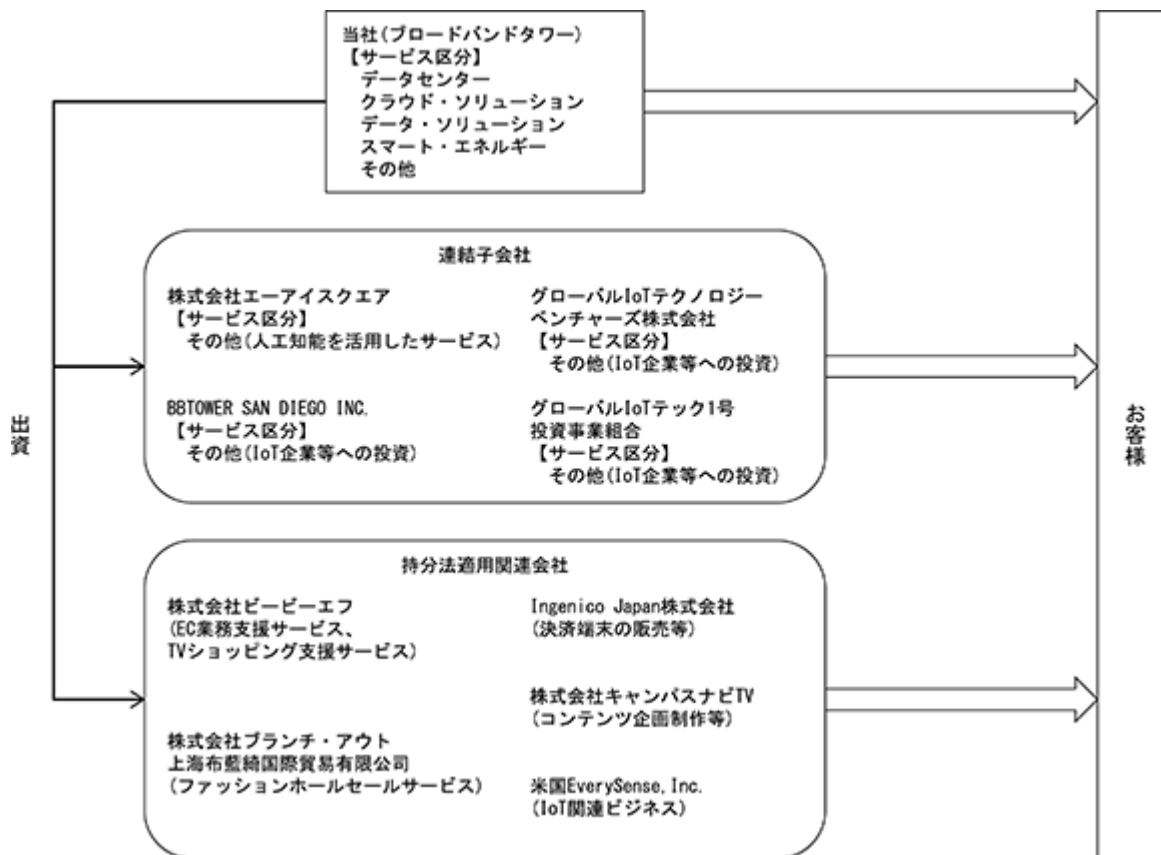 当社(ブロードバンドタワー)
【サービス区分】
データセンター
クラウド・ソリューション
データ・ソリューション
スマート・エネルギー
その他
連結子会社
株式会社エーアイスクエア
【サービス区分】
その他(人工知能を活用したサービス)
グローバルIoTテクノロジー
ベンチャーズ株式会社
【サービス区分】
その他(IoT企業等への投資)
BBTOWER SAN DIEGO INC.
【サービス区分】
その他(IoT企業等への投資)
グローバルIoTテック1号
投資事業組合
【サービス区分】
その他(IoT企業等への投資)
持分法適用関連会社
株式会社ビービーエフ
(EC業務支援サービス、
TVショッピング支援サービス)
Ingenico Japan株式会社
(決済端末の販売等)
株式会社キャンパスナビTV
(コンテンツ企画制作等)
株式会社ブランチ・アウト
上海布藍綺国際貿易有限公司
(ファッションホールセールサービス)
米国EverySense, Inc.
(IoT関連ビジネス)
出資
お客様